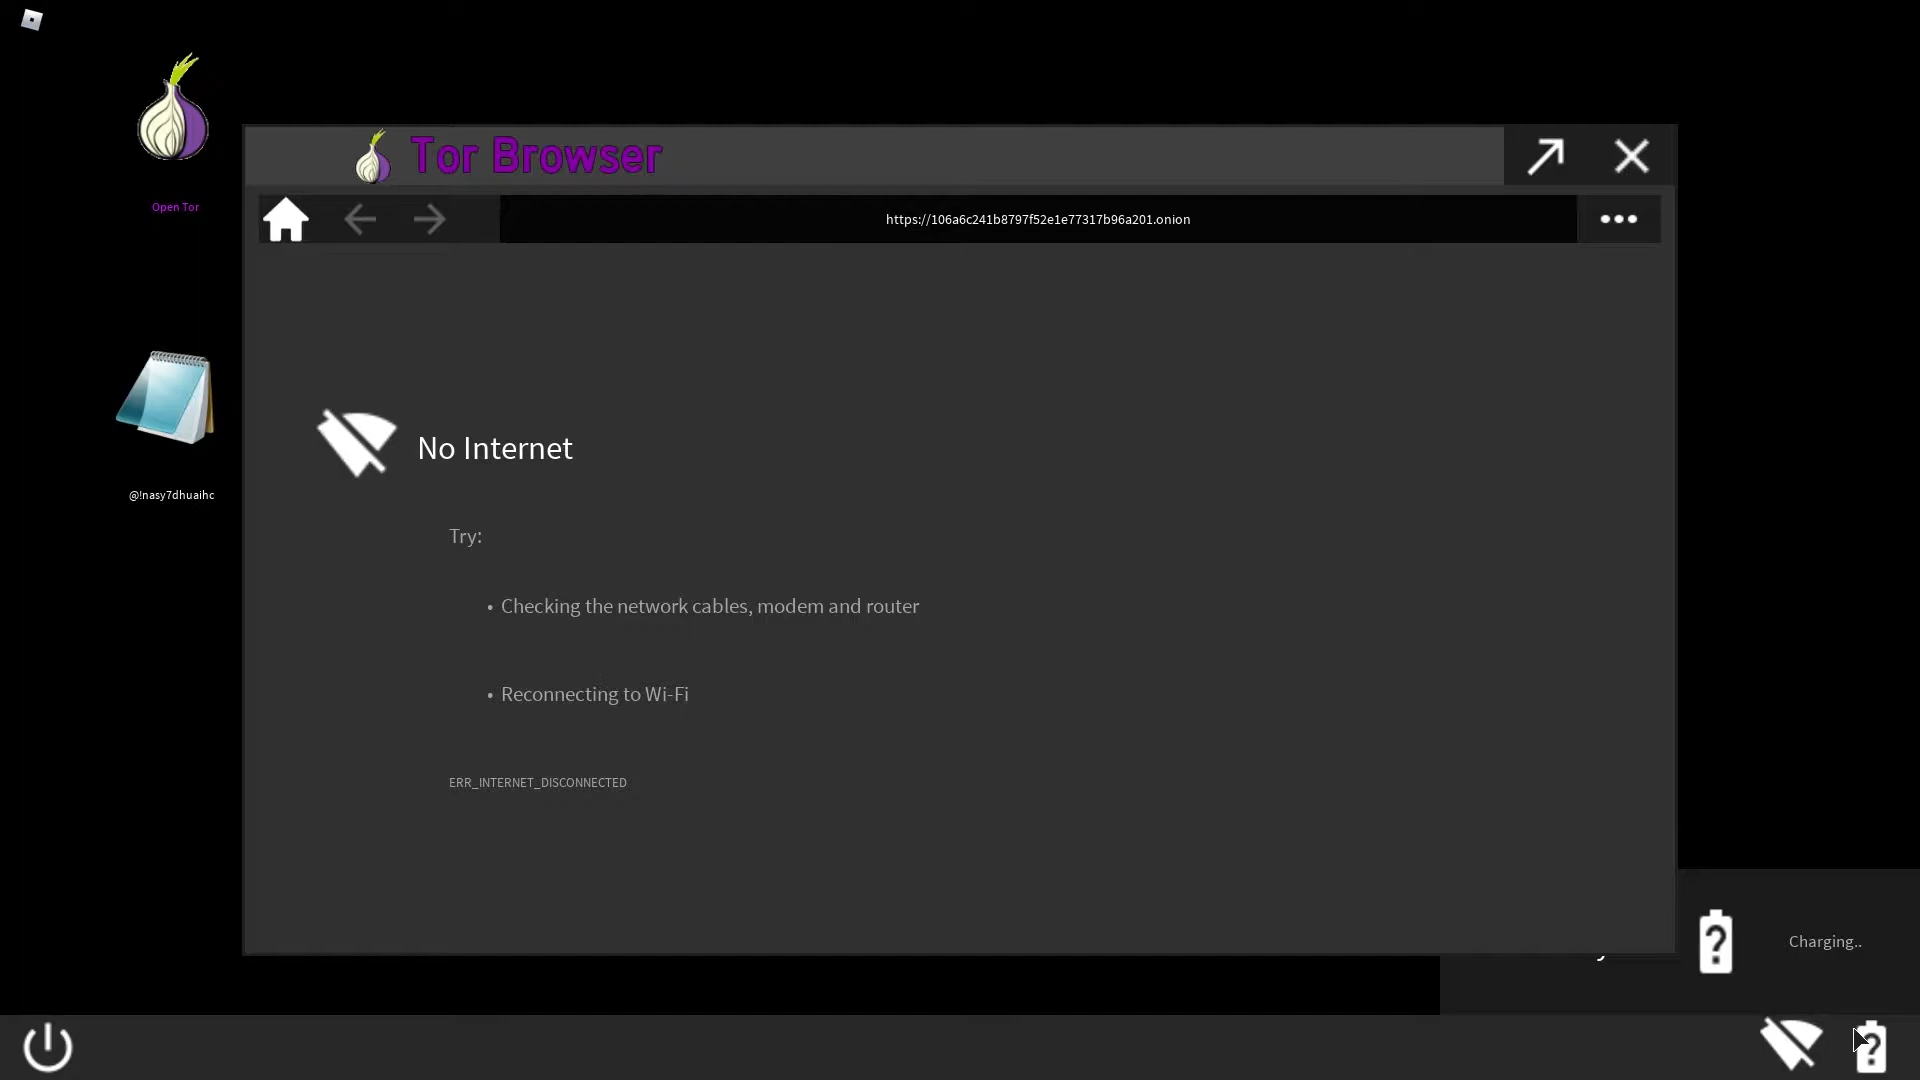 Open Tor
@!nasy7dhuaihc
Tor Browser
https://106a6c241b8797f52e1e77317b96a201.onion
No Internet
Try:
• Checking the network cables, modem and router
• Reconnecting to Wi-Fi
ERR_INTERNET_DISCONNECTED
Charging..